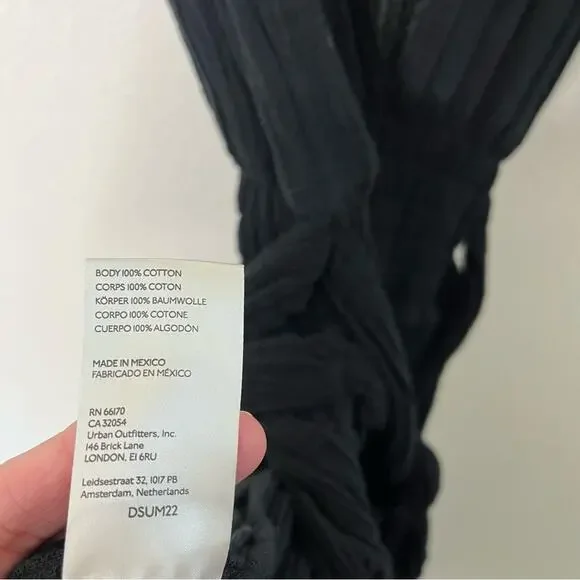 BODY 100% COTTON
CORPS 100% COTON
KÖRPER 100% BAUMWOLLE
CORPO 100% COTONE
CUERPO 100% ALGODÓN
MADE IN MEXICO
FABRICADO EN MÉXICO
RN 66170
CA 32054
Urban Outfitters, Inc.
146 Brick Lane
LONDON, E1 6RU
Leidsestraat 32, 1017 PB
Amsterdam, Netherlands
DSUM22